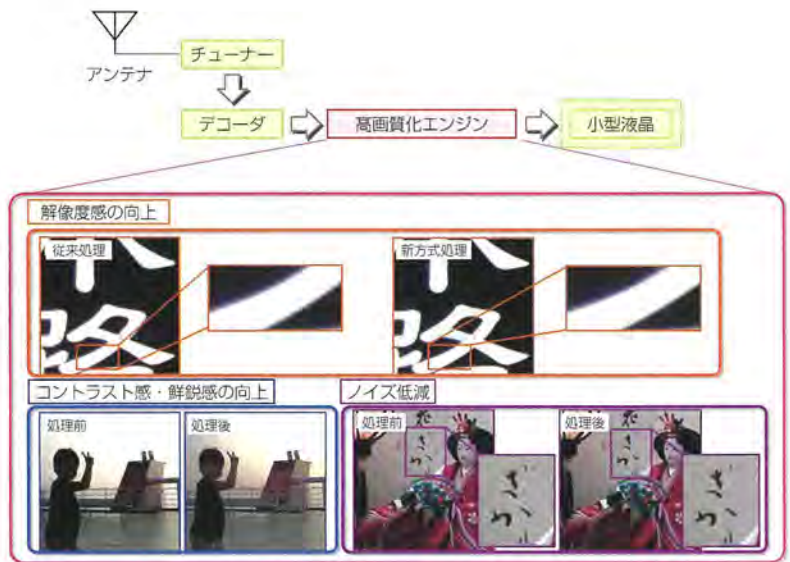 アンテナ
チューナー
デコーダ
高画質化エンジン
小型液晶
解像度感の向上
従来処理
新方式処理
コントラスト感・鮮鋭感の向上
処理前
処理後
ノイズ低減
処理前
処理後